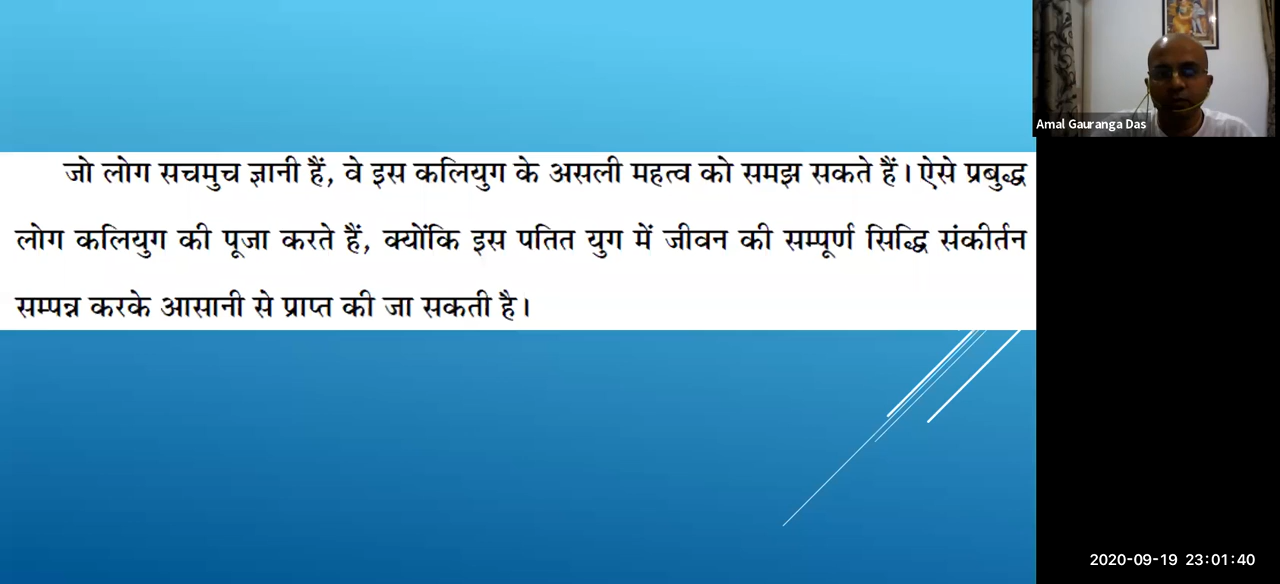 जो लोग सचमुच ज्ञानी हैं, वे इस कलियुग के असली महत्व को समझ सकते हैं। ऐसे प्रबुद्ध
लोग कलियुग की पूजा करते हैं, क्योंकि इस पतित युग में जीवन की सम्पूर्ण सिद्धि संकीर्तन
सम्पन्न करके आसानी से प्राप्त की जा सकती है।
Amal Gauranga Das
2020-09-19 23:01:40